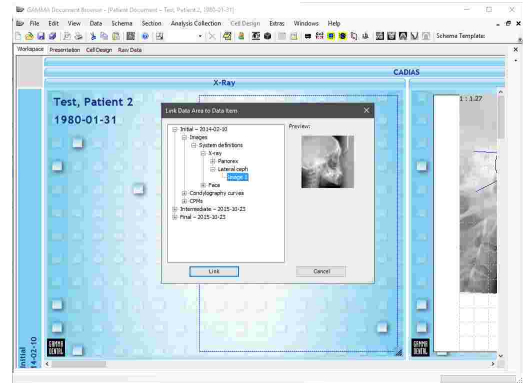 GAMMA Document Browser - [Patient Document - Test, Patient 2, 1980-01-31]
File Edit View Data Schema Section Analysis Collection Cell Design Extras Windows Help
Schema Template:
Workspace Presentation Cell Design Raw Data
CADIAS
X-Ray
Test, Patient 2
1980-01-31
1 : 1.27
Link Data Area to Data Item
Initial - 2014-02-10
Images
System definitions
X-ray
Panorex
Lateral ceph
Image 1
Face
Condylography curves
CPMs
Intermediate - 2015-10-23
Final - 2015-10-23
Preview:
Link
Cancel
GAMMA
DENTAL
GAMMA
DENTAL
Initial
14-02-10